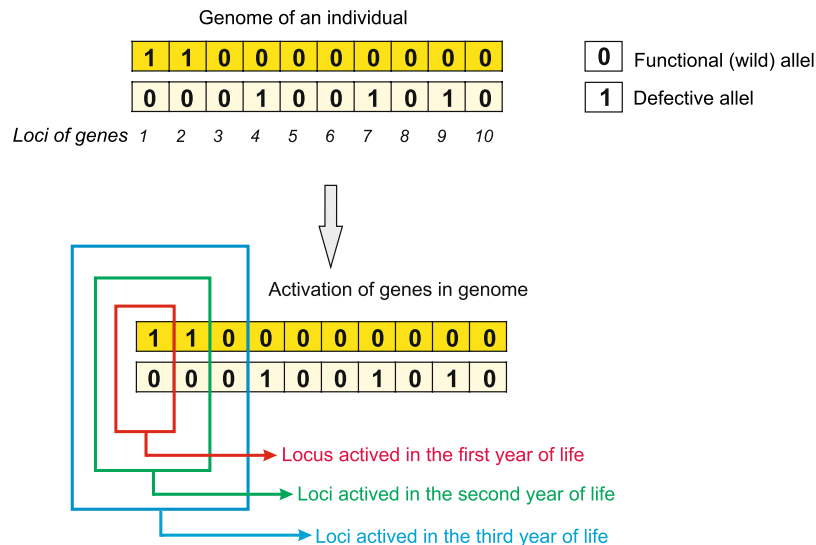 Genome of an individual
1 1 0 0 0 0 0 0 0 0
0 Functional (wild) allel
0 0 0 1 0 0 1 0 1 0
1 Defective allel
Loci of genes 1 2 3 4 5 6 7 8 9 10
Activation of genes in genome
1 1 0 0 0 0 0 0 0 0
0 0 0 1 0 0 1 0 1 0
Locus actived in the first year of life
Loci actived in the second year of life
Loci actived in the third year of life